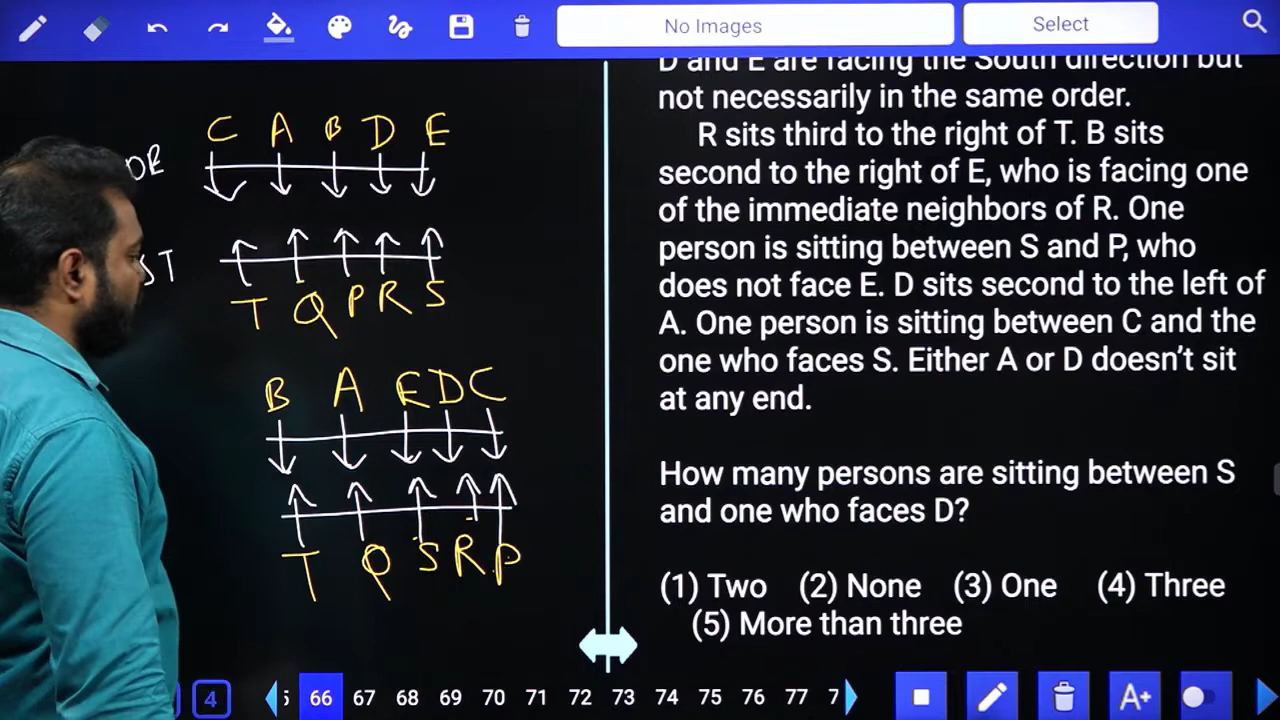 No Images
Select
C A B D E
OR
ST
T Q P R S
B A E D C
T Q S R P
D and E are facing the South direction but
not necessarily in the same order.
R sits third to the right of T. B sits
second to the right of E, who is facing one
of the immediate neighbors of R. One
person is sitting between S and P, who
does not face E. D sits second to the left of
A. One person is sitting between C and the
one who faces S. Either A or D doesn't sit
at any end.
How many persons are sitting between S
and one who faces D?
(1) Two (2) None (3) One (4) Three
(5) More than three
4 5 66 67 68 69 70 71 72 73 74 75 76 77 7
A+